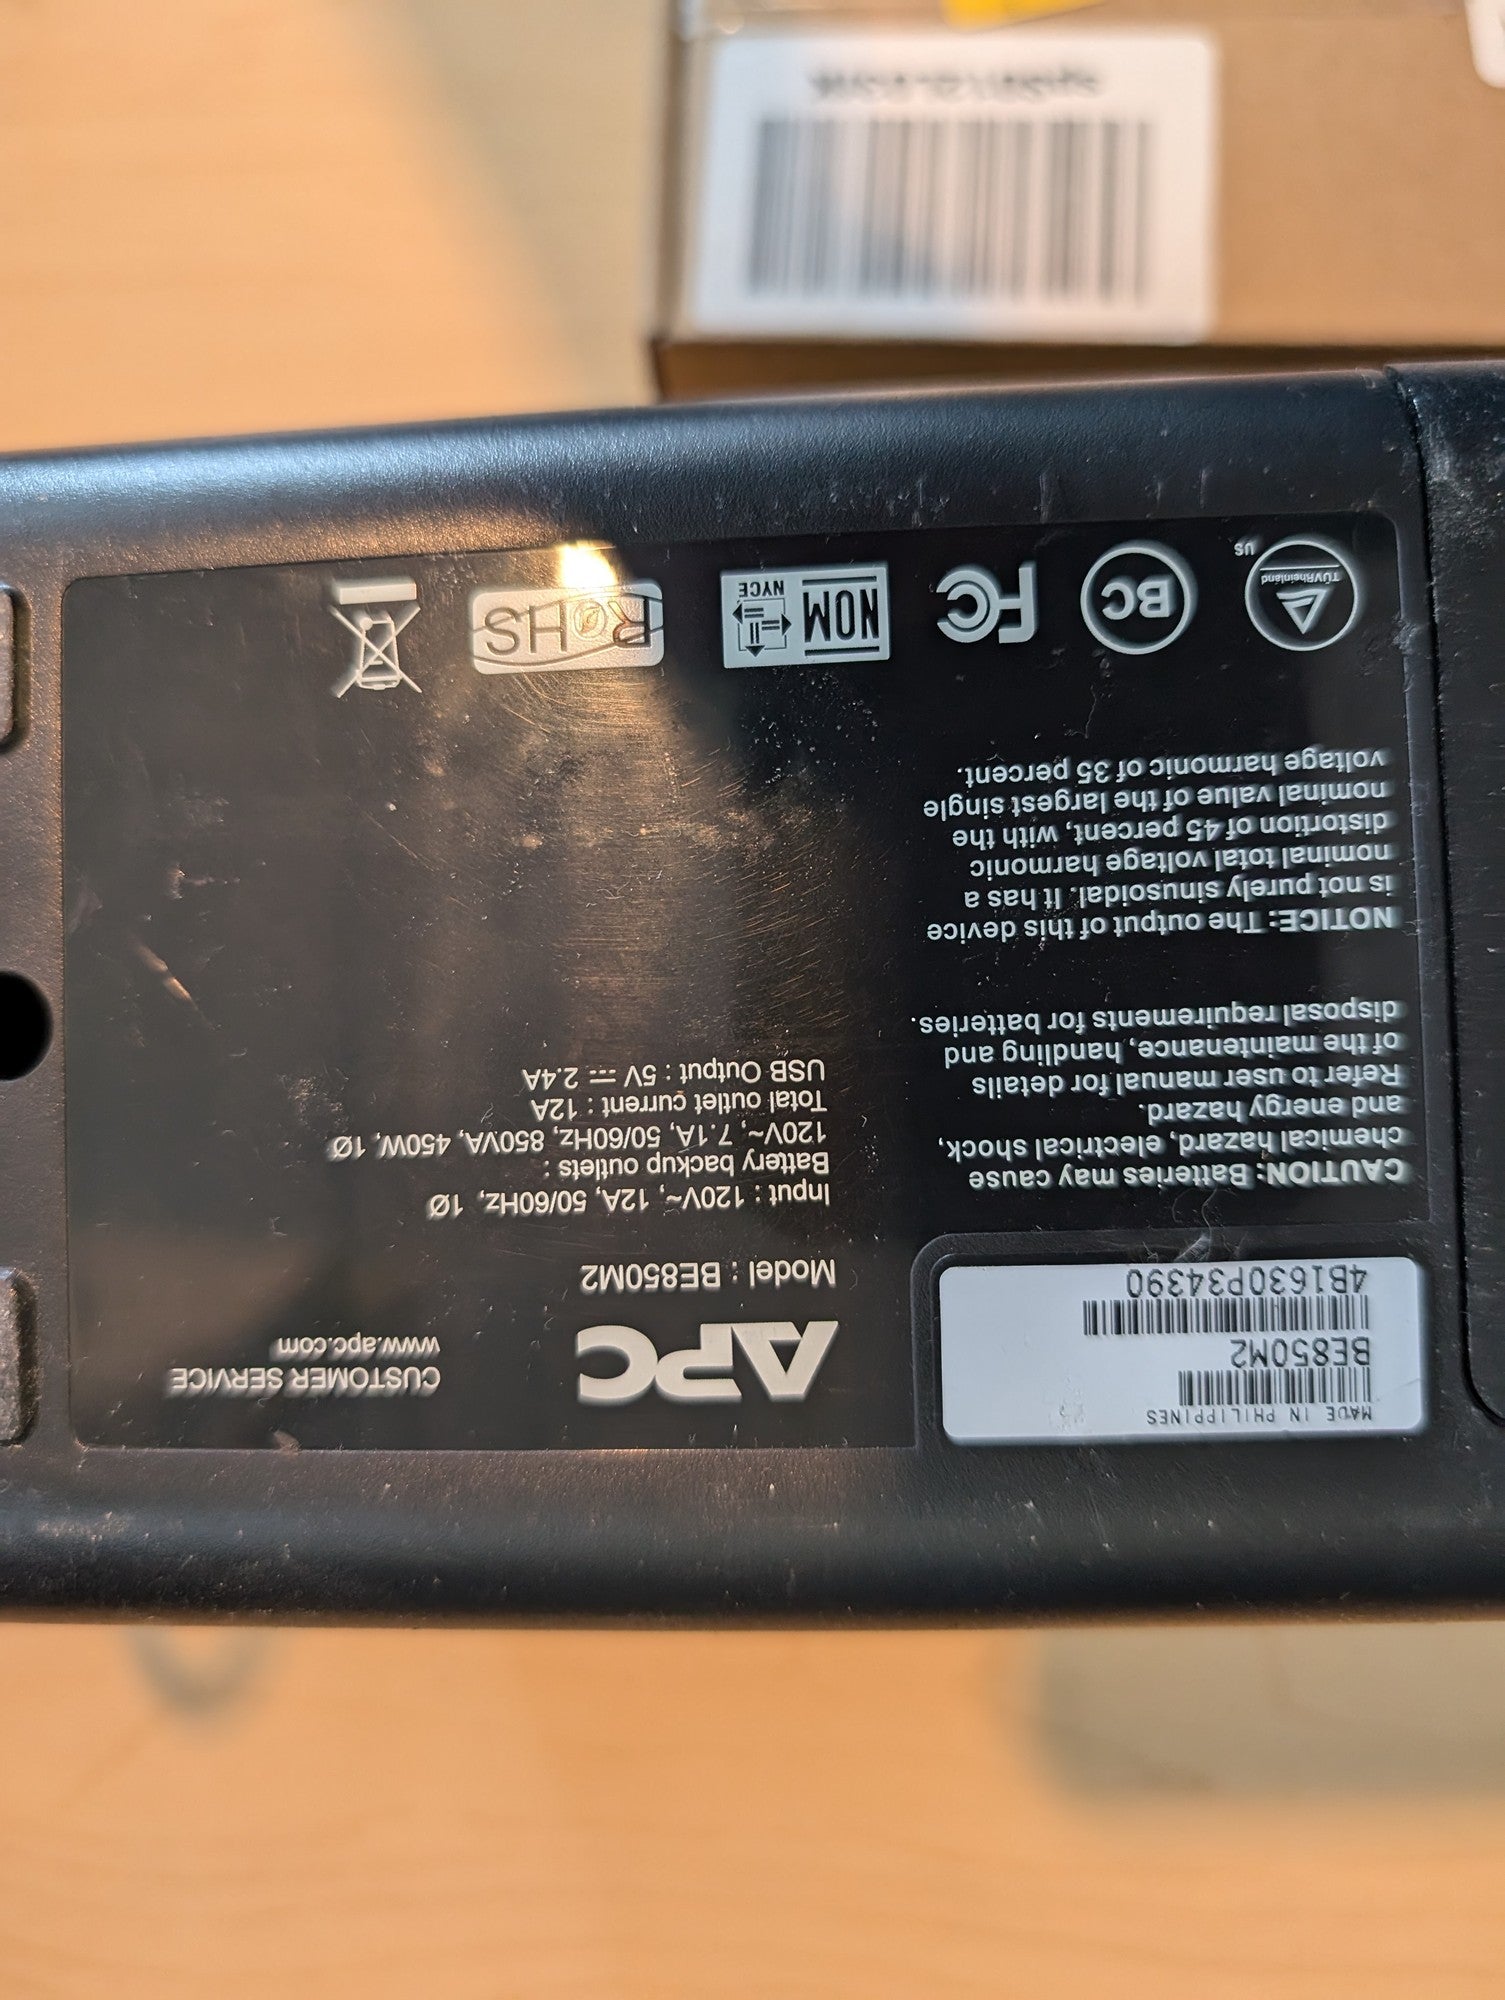 MADE IN PHILIPPINES
BE850M2
4B1630P34390
APC
CUSTOMER SERVICE
www.apc.com
Model : BE850M2
Input : 120V~, 12A, 50/60Hz, 1Ø
Battery backup outlets :
120V~, 7.1A, 50/60Hz, 850VA, 450W, 1Ø
Total outlet current : 12A
USB Output : 5V ⎓ 2.4A
CAUTION: Batteries may cause
chemical hazard, electrical shock,
and energy hazard.
Refer to user manual for details
of the maintenance, handling and
disposal requirements for batteries.
NOTICE: The output of this device
is not purely sinusoidal. It has a
nominal total voltage harmonic
distortion of 45 percent, with the
nominal value of the largest single
voltage harmonic of 35 percent.
TÜVRheinland
US
BC
FC
NOM
NYCE
RoHS